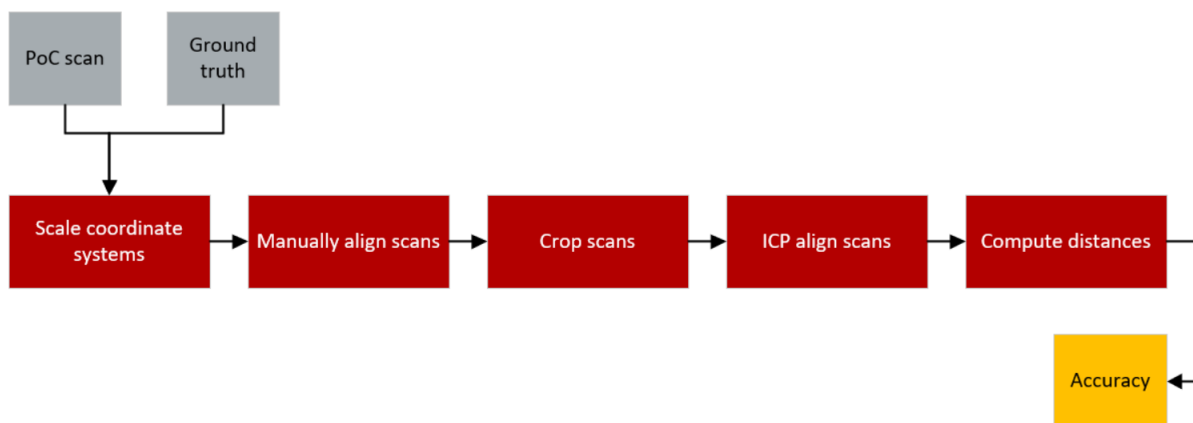 PoC scan
Ground
truth
Scale coordinate
systems
Manually align scans
Crop scans
ICP align scans
Compute distances
Accuracy